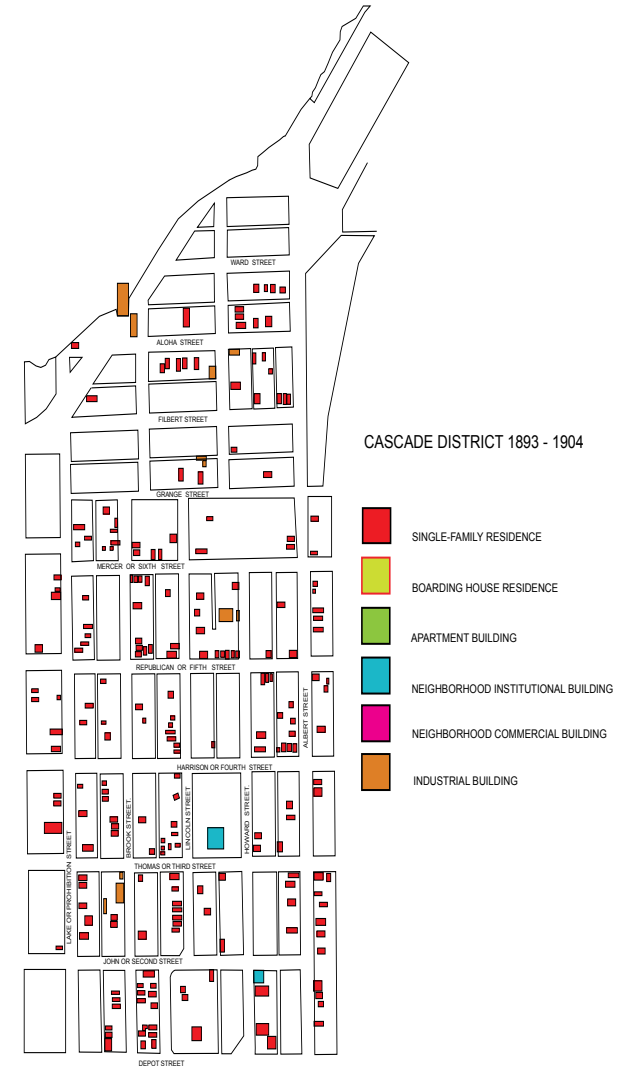 WARD STREET
ALOHA STREET
FILBERT STREET
CASCADE DISTRICT 1893 - 1904
GRANGE STREET
SINGLE-FAMILY RESIDENCE
MERCER OR SIXTH STREET
BOARDING HOUSE RESIDENCE
APARTMENT BUILDING
REPUBLICAN OR FIFTH STREET
NEIGHBORHOOD INSTITUTIONAL BUILDING
ALBERT STREET
NEIGHBORHOOD COMMERCIAL BUILDING
HARRISON OR FOURTH STREET
INDUSTRIAL BUILDING
LAKE OR PROHIBITION STREET
BROOK STREET.
LINCOLN STREET.
HOWARD STREET.
THOMAS OR THIRD STREET
JOHN OR SECOND STREET
DEPOT STREET